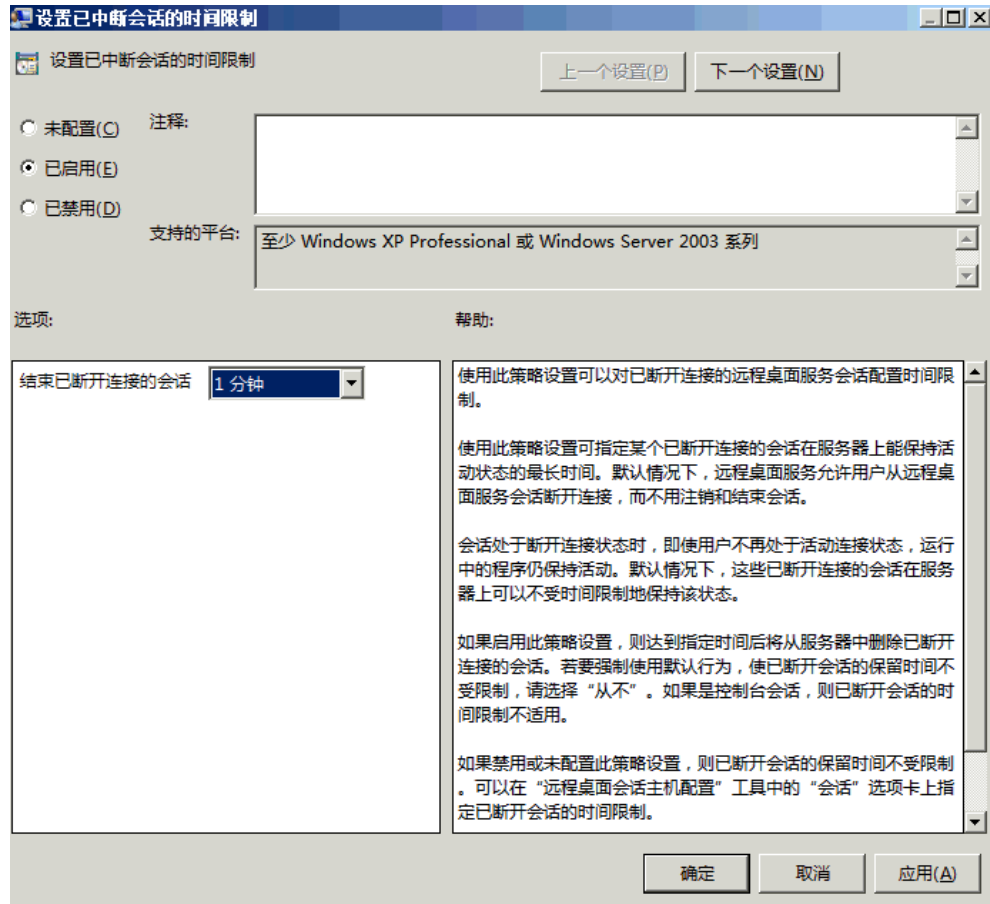 设置已中断会话的时间限制
设置已中断会话的时间限制
上一个设置(P)
下一个设置(N)
未配置(C)
注释:
已启用(E)
已禁用(D)
支持的平台:
至少 Windows XP Professional 或 Windows Server 2003 系列
选项:
帮助:
结束已断开连接的会话
1 分钟
使用此策略设置可以对已断开连接的远程桌面服务会话配置时间限
制。
使用此策略设置可指定某个已断开连接的会话在服务器上能保持活
动状态的最长时间。默认情况下，远程桌面服务允许用户从远程桌
面服务会话断开连接，而不用注销和结束会话。
会话处于断开连接状态时，即使用户不再处于活动连接状态，运行
中的程序仍保持活动。默认情况下，这些已断开连接的会话在服务
器上可以不受时间限制地保持该状态。
如果启用此策略设置，则达到指定时间后将从服务器中删除已断开
连接的会话。若要强制使用默认行为，使已断开会话的保留时间不
受限制，请选择“从不”。如果是控制台会话，则已断开会话的时
间限制不适用。
如果禁用或未配置此策略设置，则已断开会话的保留时间不受限制
。可以在“远程桌面会话主机配置”工具中的“会话”选项卡上指
定已断开会话的时间限制。
确定
取消
应用(A)